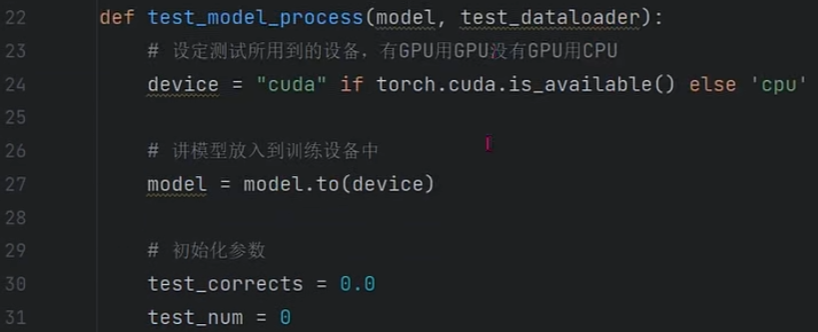 22 def test_model_process(model, test_dataloader):
23 # 设定测试所用到的设备，有GPU用GPU没有GPU用CPU
24 device = "cuda" if torch.cuda.is_available() else 'cpu'
25
26 # 讲模型放入到训练设备中
27 model = model.to(device)
28
29 # 初始化参数
30 test_corrects = 0.0
31 test_num = 0